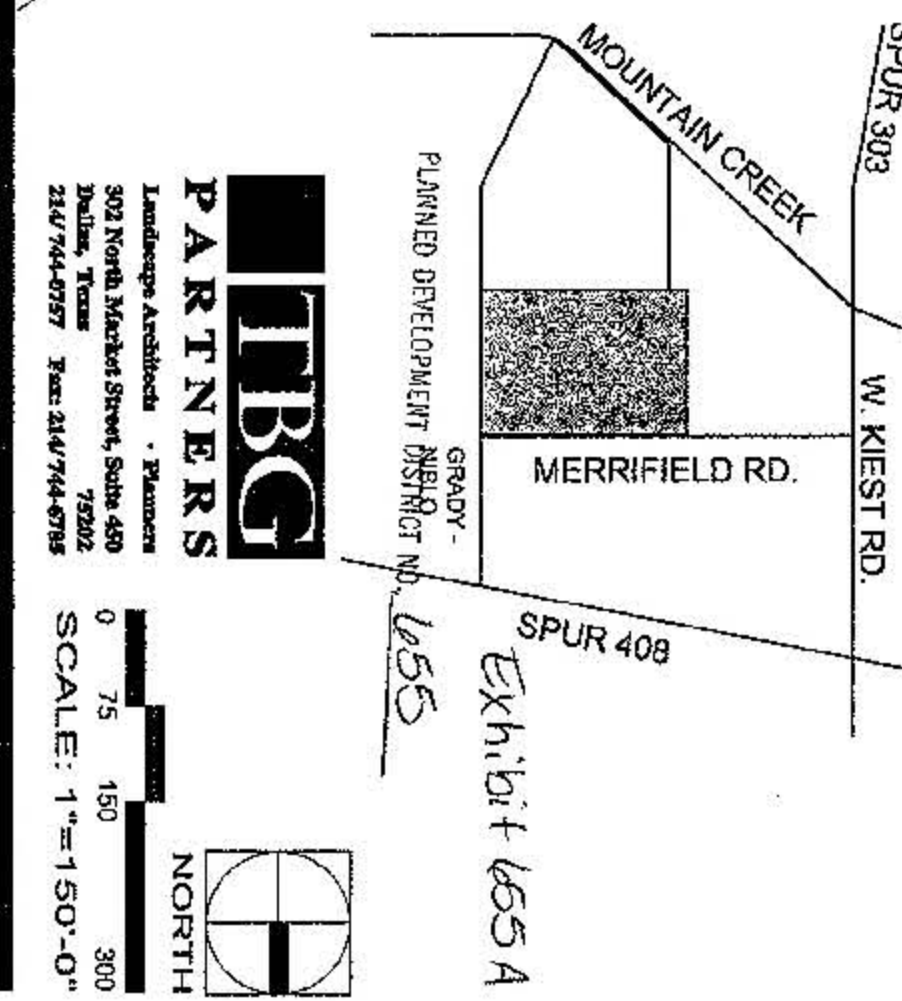 SPUR 303
MOUNTAIN CREEK
W. KIEST RD.
MERRIFIELD RD.
GRADY-
NIBLO
SPUR 408
PLANNED DEVELOPMENT DISTRICT NO. 655
Exhibit 655 A
TBG
PARTNERS
Landscape Architects • Planners
302 North Market Street, Suite 450
Dallas, Texas 75202
214/744-0757 Fax: 214/744-6785
0 75 150 300
SCALE: 1"=150'-0"
NORTH